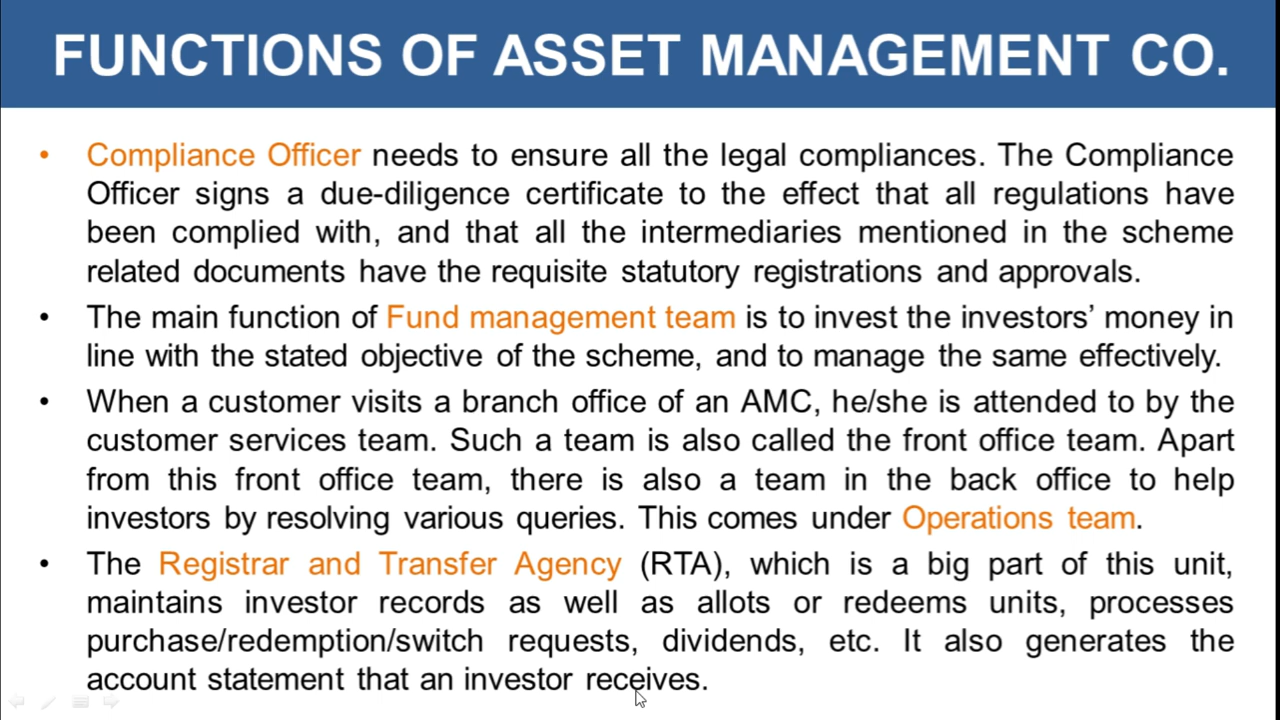 FUNCTIONS OF ASSET MANAGEMENT CO.
• Compliance Officer needs to ensure all the legal compliances. The Compliance
Officer signs a due-diligence certificate to the effect that all regulations have
been complied with, and that all the intermediaries mentioned in the scheme
related documents have the requisite statutory registrations and approvals.
• The main function of Fund management team is to invest the investors’ money in
line with the stated objective of the scheme, and to manage the same effectively.
• When a customer visits a branch office of an AMC, he/she is attended to by the
customer services team. Such a team is also called the front office team. Apart
from this front office team, there is also a team in the back office to help
investors by resolving various queries. This comes under Operations team.
• The Registrar and Transfer Agency (RTA), which is a big part of this unit,
maintains investor records as well as allots or redeems units, processes
purchase/redemption/switch requests, dividends, etc. It also generates the
account statement that an investor receives.